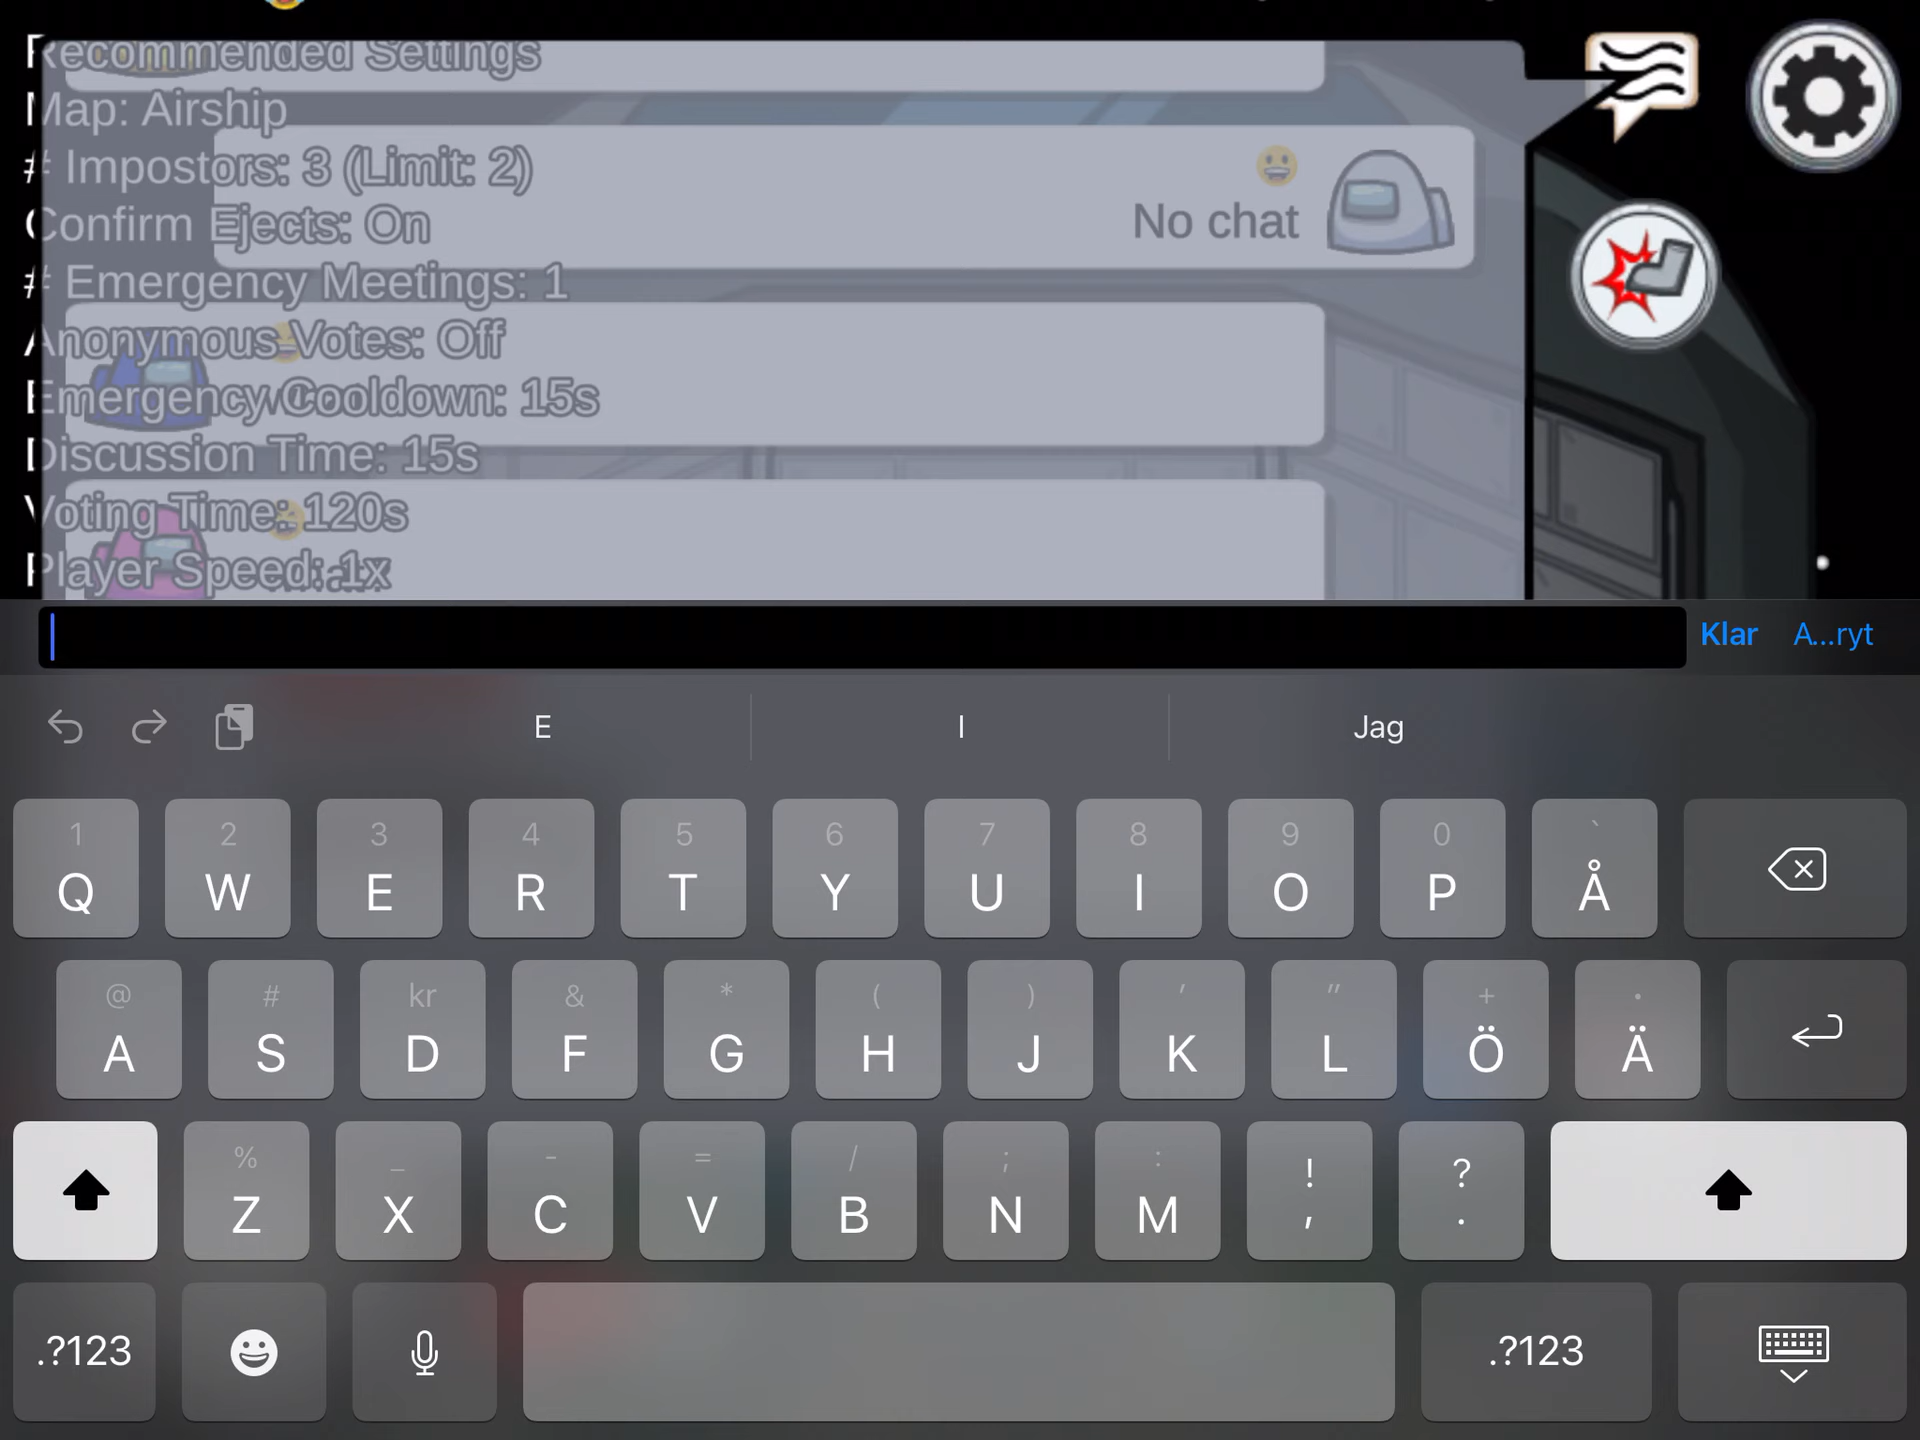 Recommended Settings
Map: Airship
# Impostors: 3 (Limit: 2)
No chat
Confirm Ejects: On
# Emergency Meetings: 1
Anonymous Votes: Off
Emergency Cooldown: 15s
Discussion Time: 15s
Voting Time: 120s
Player Speed: 1x
Klar A...ryt
E I Jag
1 2 3 4 5 6 7 8 9 0 `
Q W E R T Y U I O P Å
@ # kr & * ( ) ' " + •
A S D F G H J K L Ö Ä
% _ - = / ; : ! ?
Z X C V B N M , .
.?123 .?123